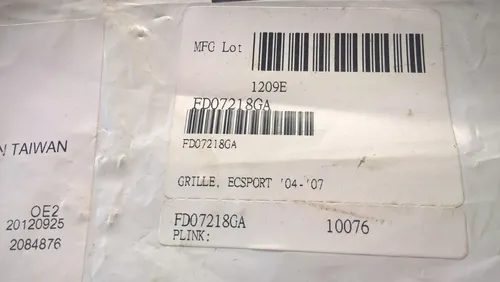 MFG Lot
1209E
FD07218GA
FD07218GA
GRILLE, ECSPORT '04-'07
FD07218GA 10076
PLINK:
N TAIWAN
OE2
20120925
2084876